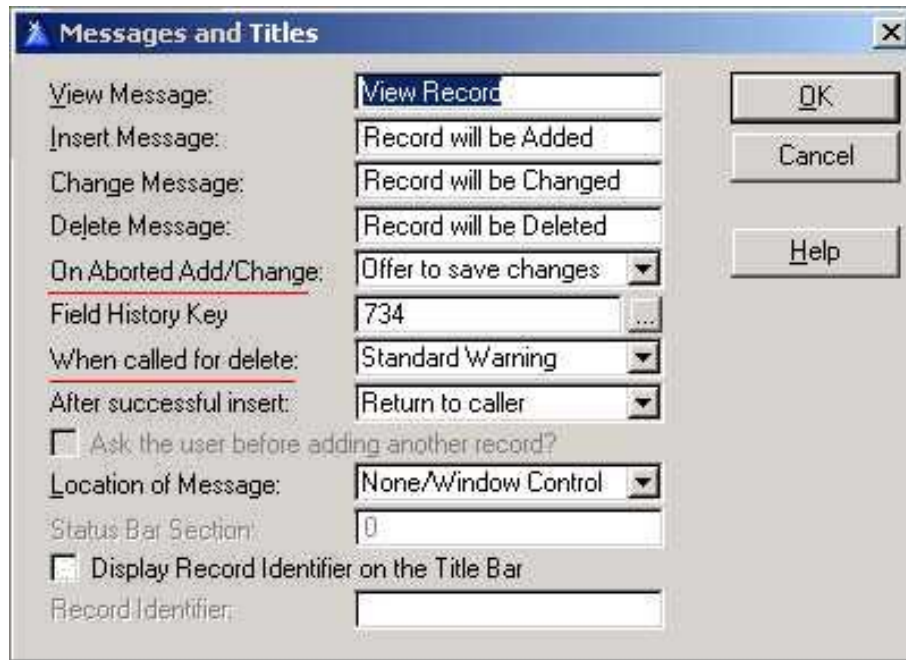 Messages and Titles
View Message: View Record OK
Insert Message: Record will be Added
Cancel
Change Message: Record will be Changed
Delete Message: Record will be Deleted
Help
On Aborted Add/Change: Offer to save changes
Field History Key 734 ...
When called for delete: Standard Warning
After successful insert: Return to caller
Ask the user before adding another record?
Location of Message: None/Window Control
Status Bar Section: 0
Display Record Identifier on the Title Bar
Record Identifier: